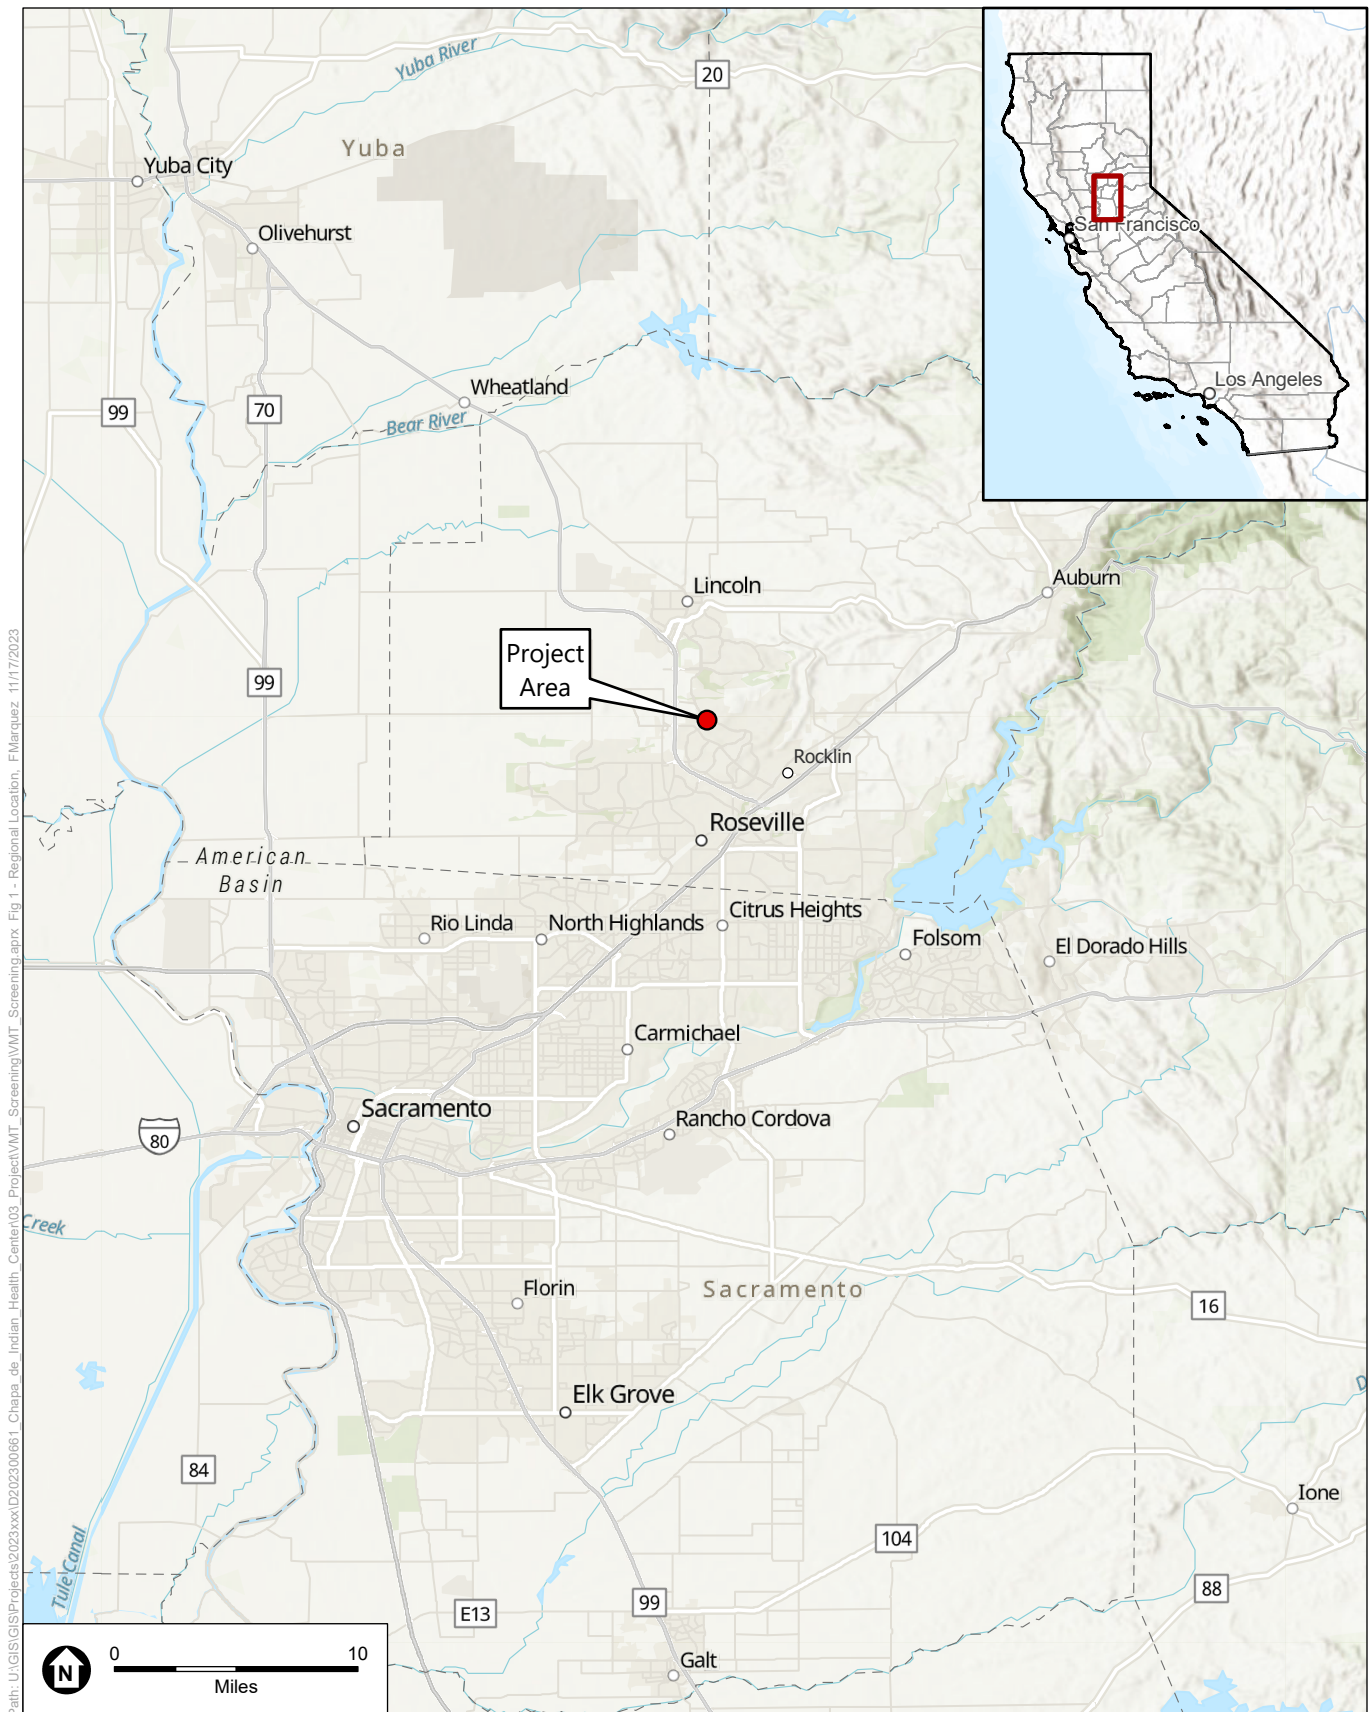 Yuba River
20
Yuba
Yuba City
Olivehurst
San Francisco
Los Angeles
Wheatland
99
70
Bear River
Lincoln
Auburn
Project
Area
99
Rocklin
Roseville
American
Basin
Rio Linda
North Highlands
Citrus Heights
Folsom
El Dorado Hills
Carmichael
Sacramento
Rancho Cordova
80
Creek
Florin
Sacramento
16
Elk Grove
D
84
Ione
104
Tule Canal
88
E13
99
Galt
N
0
10
Miles
Path: U:\GIS\GIS\Projects\2023xxx\D202300661_Chapa_de_Indian_Health_Center\03_Project\VMT_Screening\VMT_Screening.aprx Fig 1 - Regional Location, FMarquez 11/17/2023